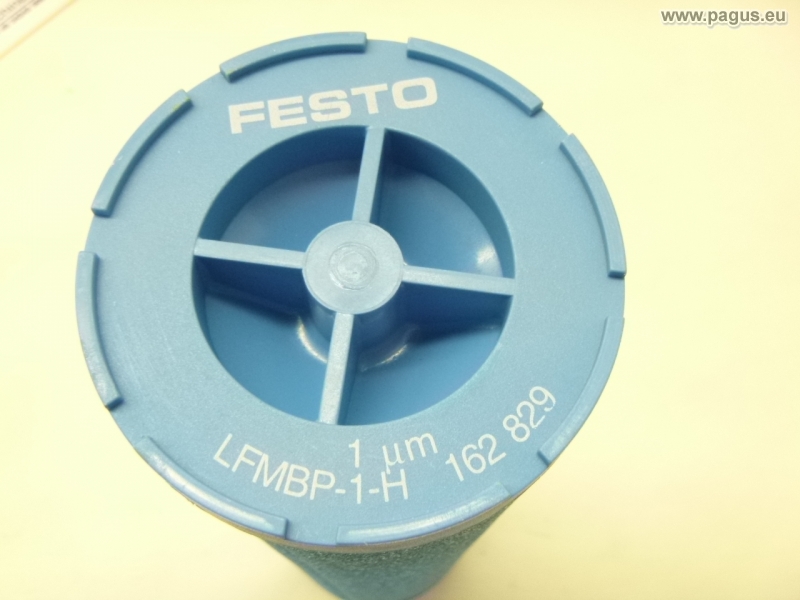 www.pagus.eu
FESTO
1 µm
LFMBP-1-H 162 829